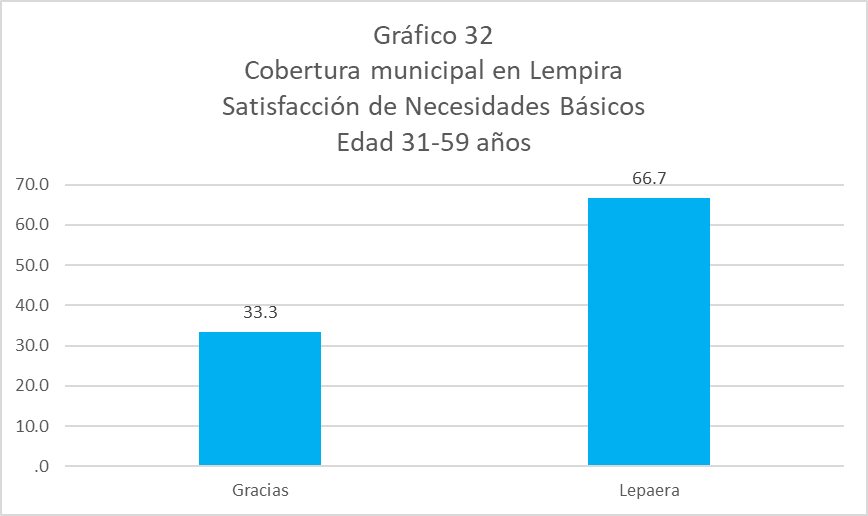 Gráfico 32
Cobertura municipal en Lempira
Satisfacción de Necesidades Básicos
Edad 31-59 años
70.0
60.0
50.0
40.0
30.0
20.0
10.0
.0
33.3
66.7
Gracias
Lepaera